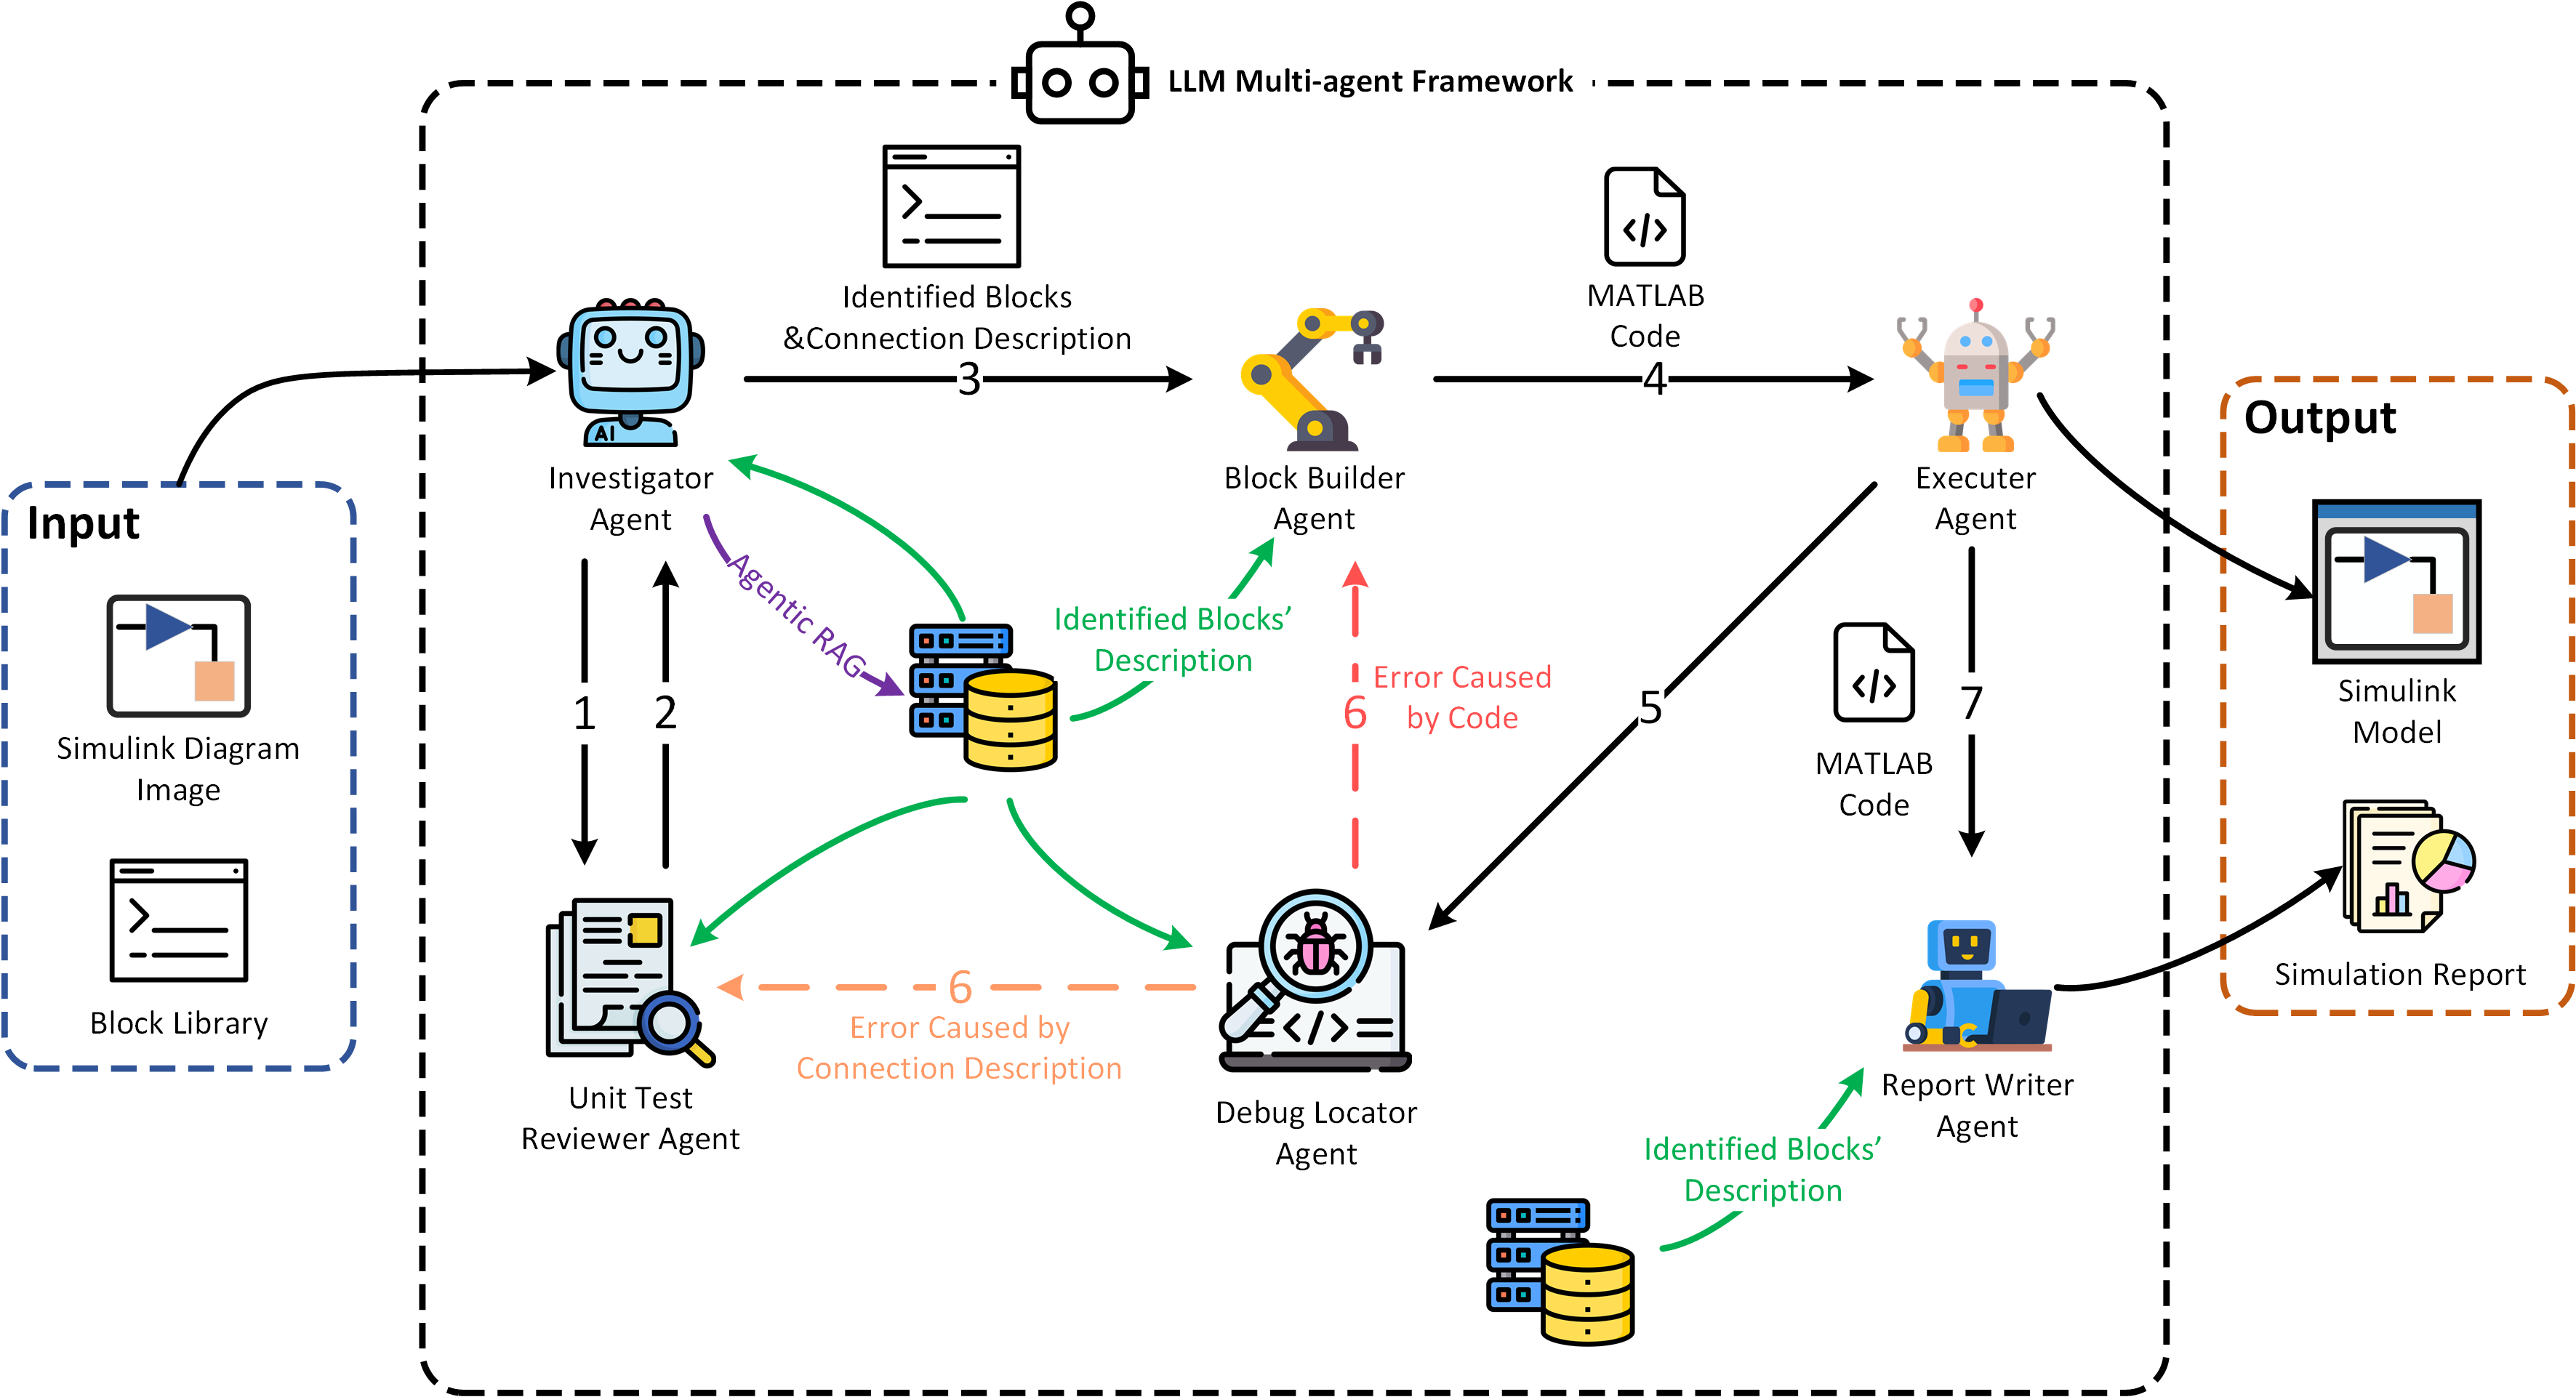 LLM Multi-agent Framework
Identified Blocks
&Connection Description
3
MATLAB
Code
4
AI
Investigator
Agent
Block Builder
Agent
Executer
Agent
Input
Simulink Diagram
Image
Block Library
Output
Simulink
Model
Simulation Report
Agentic RAG
Identified Blocks'
Description
1
2
6
Error Caused
by Code
5
MATLAB
Code
7
6
Error Caused by
Connection Description
</>
Unit Test
Reviewer Agent
Debug Locator
Agent
Report Writer
Agent
Identified Blocks'
Description